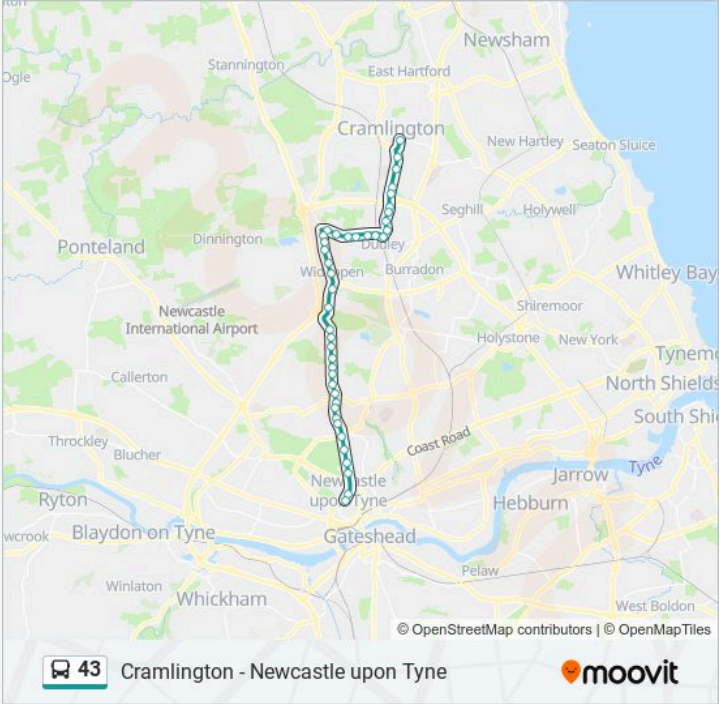 Newsham
Stannington
Ogle
East Hartford
Cramlington
New Hartley
Seaton Sluice
Seghill
Holywell
Dinnington
Dudley
Ponteland
Burradon
Whitley Bay
Newcastle
International Airport
Shiremoor
Holystone
New York
Tynem
Callerton
North Shields
South Shi
Throckley
Coast Road
Blucher
Jarrow
Tyne
Newcastle
upon Tyne
Ryton
Hebburn
wcrook
Blaydon on Tyne
Gateshead
Pelaw
Winlaton
Whickham
West Boldon
© OpenStreetMap contributors | © OpenMapTiles
43 Cramlington - Newcastle upon Tyne
moovit